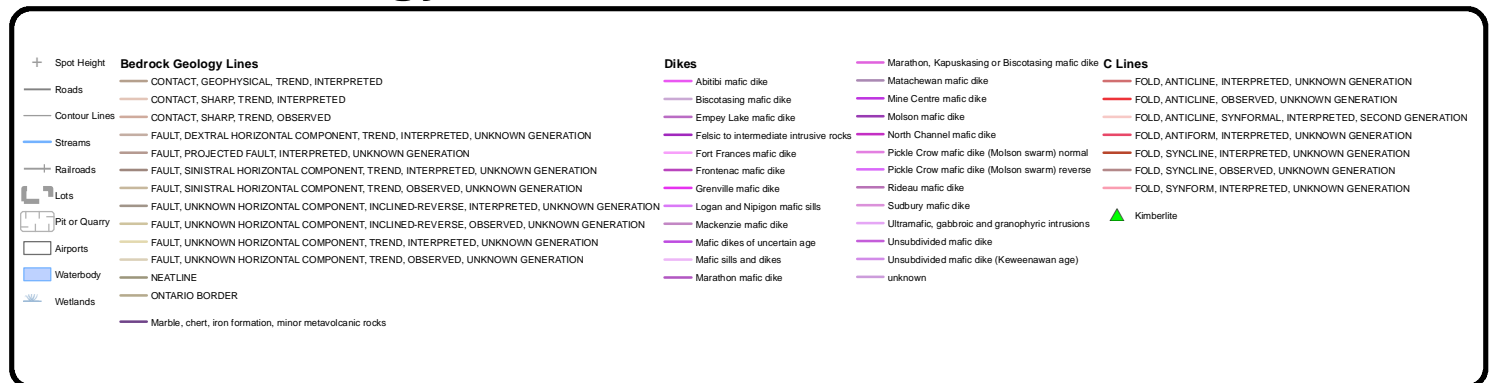 Spot Height
Roads
Contour Lines
Streams
Railroads
Lots
Pit or Quarry
Airports
Waterbody
Wetlands
Bedrock Geology Lines
CONTACT, GEOPHYSICAL, TREND, INTERPRETED
CONTACT, SHARP, TREND, INTERPRETED
CONTACT, SHARP, TREND, OBSERVED
FAULT, DEXTRAL HORIZONTAL COMPONENT, TREND, INTERPRETED, UNKNOWN GENERATION
FAULT, PROJECTED FAULT, INTERPRETED, UNKNOWN GENERATION
FAULT, SINISTRAL HORIZONTAL COMPONENT, TREND, INTERPRETED, UNKNOWN GENERATION
FAULT, SINISTRAL HORIZONTAL COMPONENT, TREND, OBSERVED, UNKNOWN GENERATION
FAULT, UNKNOWN HORIZONTAL COMPONENT, INCLINED-REVERSE, INTERPRETED, UNKNOWN GENERATION
FAULT, UNKNOWN HORIZONTAL COMPONENT, INCLINED-REVERSE, OBSERVED, UNKNOWN GENERATION
FAULT, UNKNOWN HORIZONTAL COMPONENT, TREND, INTERPRETED, UNKNOWN GENERATION
FAULT, UNKNOWN HORIZONTAL COMPONENT, TREND, OBSERVED, UNKNOWN GENERATION
NEATLINE
ONTARIO BORDER
Marble, chert, iron formation, minor metavolcanic rocks
Dikes
Abitibi mafic dike
Biscotasing mafic dike
Empey Lake mafic dike
Felsic to intermediate intrusive rocks
Fort Frances mafic dike
Frontenac mafic dike
Grenville mafic dike
Logan and Nipigon mafic sills
Mackenzie mafic dike
Mafic dikes of uncertain age
Mafic sills and dikes
Marathon mafic dike
Marathon, Kapuskasing or Biscotasing mafic dike
Matachewan mafic dike
Mine Centre mafic dike
Molson mafic dike
North Channel mafic dike
Pickle Crow mafic dike (Molson swarm) normal
Pickle Crow mafic dike (Molson swarm) reverse
Rideau mafic dike
Sudbury mafic dike
Ultramafic, gabbroic and granophyric intrusions
Unsubdivided mafic dike
Unsubdivided mafic dike (Keweenawan age)
unknown
C Lines
FOLD, ANTICLINE, INTERPRETED, UNKNOWN GENERATION
FOLD, ANTICLINE, OBSERVED, UNKNOWN GENERATION
FOLD, ANTICLINE, SYNFORMAL, INTERPRETED, SECOND GENERATION
FOLD, ANTIFORM, INTERPRETED, UNKNOWN GENERATION
FOLD, SYNCLINE, INTERPRETED, UNKNOWN GENERATION
FOLD, SYNCLINE, OBSERVED, UNKNOWN GENERATION
FOLD, SYNFORM, INTERPRETED, UNKNOWN GENERATION
Kimberlite